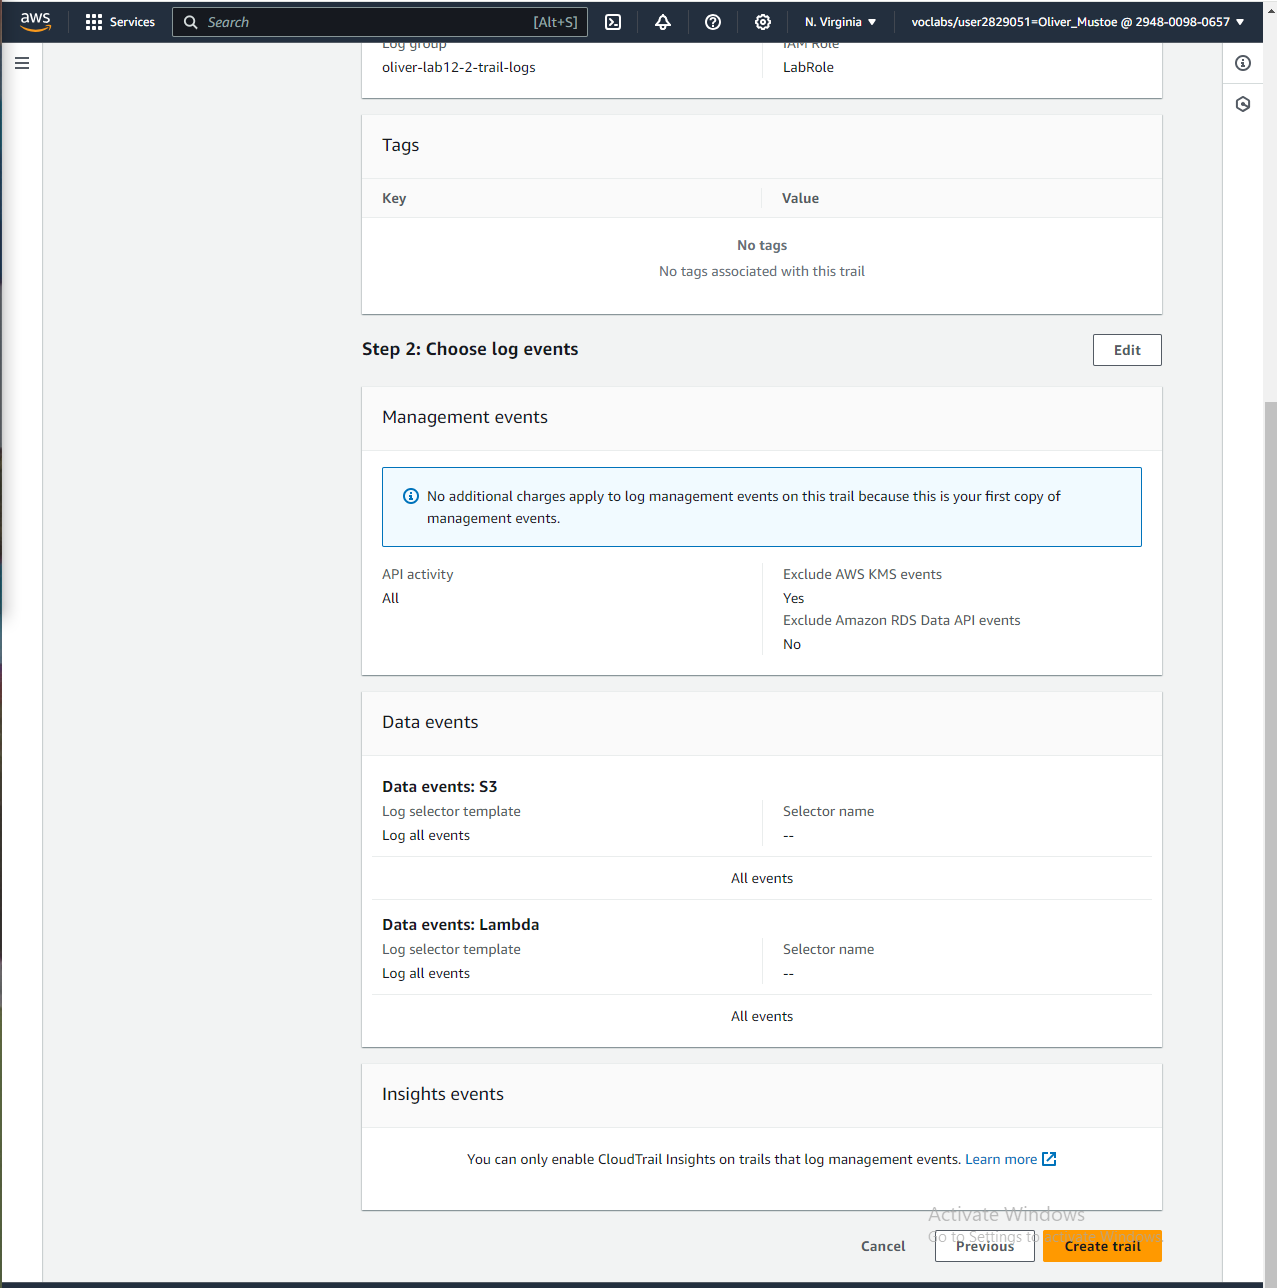 aws Services Search [Alt+S] N. Virginia voclabs/user2829051=Oliver_Mustoe @ 2948-0098-0657
Log group IAM Role
oliver-lab12-2-trail-logs LabRole
Tags
Key Value
No tags
No tags associated with this trail
Step 2: Choose log events Edit
Management events
No additional charges apply to log management events on this trail because this is your first copy of
management events.
API activity Exclude AWS KMS events
All Yes
Exclude Amazon RDS Data API events
No
Data events
Data events: S3
Log selector template Selector name
Log all events --
All events
Data events: Lambda
Log selector template Selector name
Log all events --
All events
Insights events
You can only enable CloudTrail Insights on trails that log management events. Learn more
Activate Windows
Go to Settings to
Cancel Previous Create trail